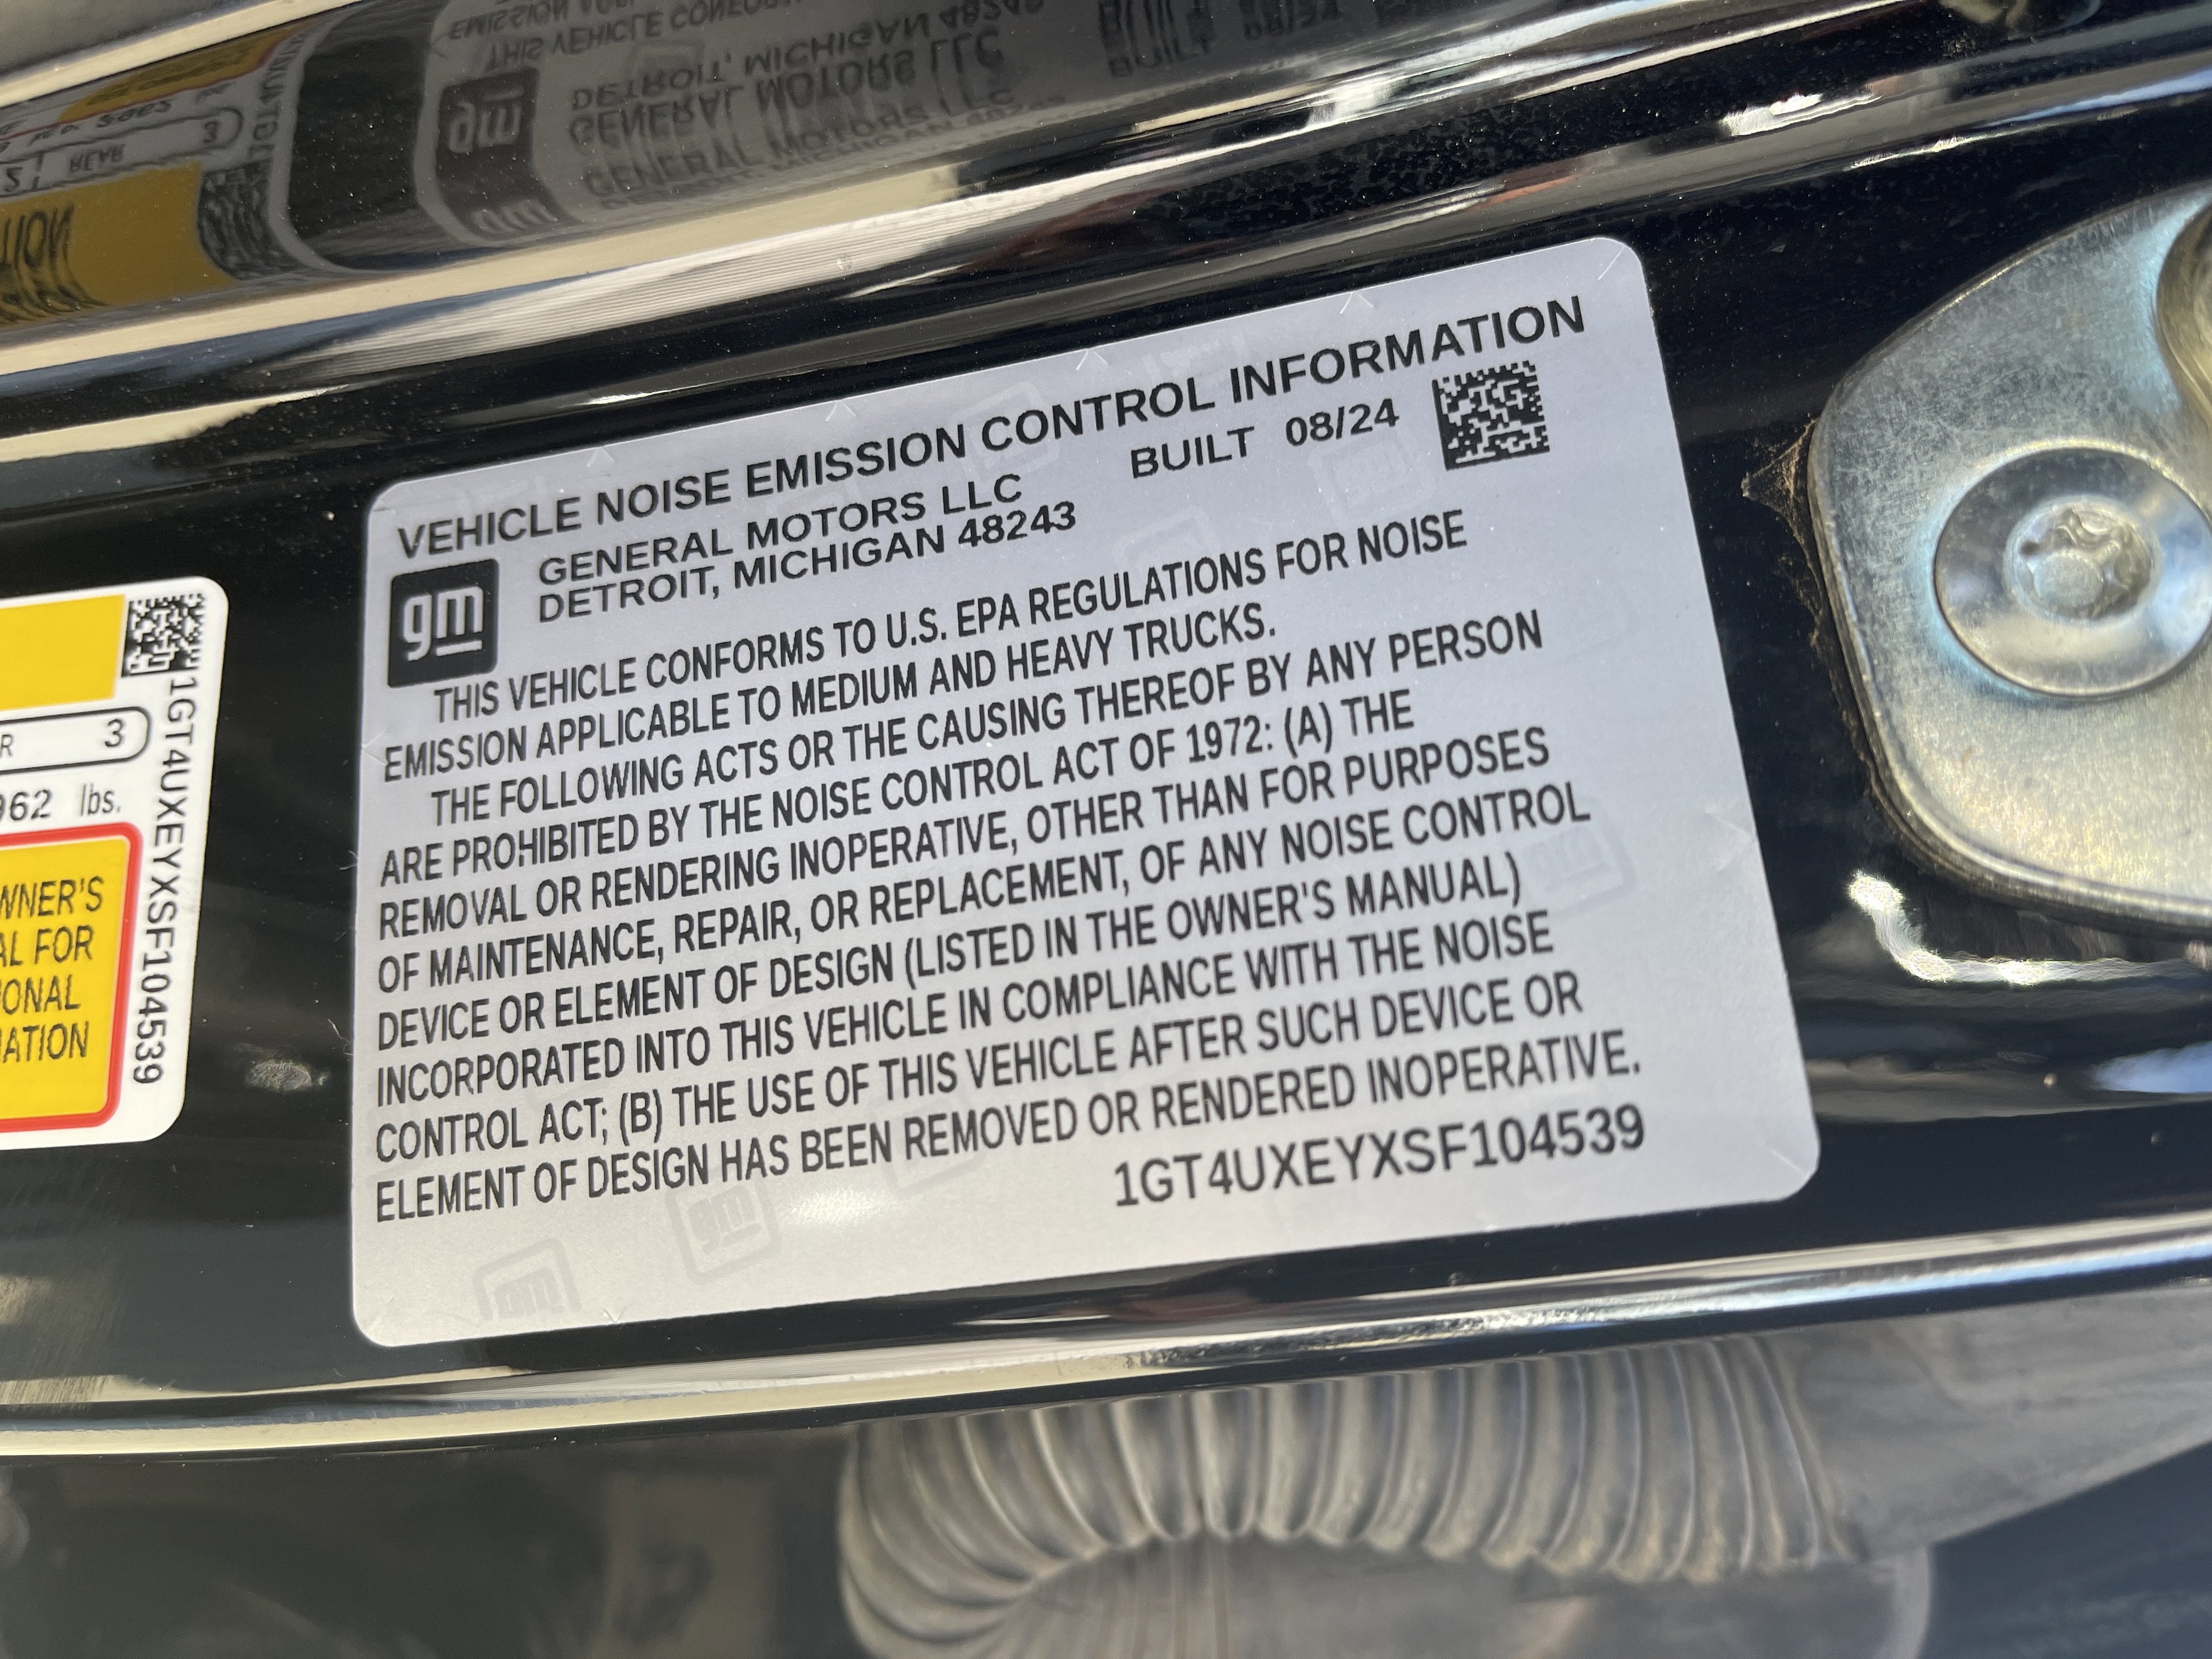 VEHICLE NOISE EMISSION CONTROL INFORMATION
gm
GENERAL MOTORS LLC
DETROIT, MICHIGAN 48243
BUILT 08/24
THIS VEHICLE CONFORMS TO U.S. EPA REGULATIONS FOR NOISE
EMISSION APPLICABLE TO MEDIUM AND HEAVY TRUCKS.
THE FOLLOWING ACTS OR THE CAUSING THEREOF BY ANY PERSON
ARE PROHIBITED BY THE NOISE CONTROL ACT OF 1972: (A) THE
REMOVAL OR RENDERING INOPERATIVE, OTHER THAN FOR PURPOSES
OF MAINTENANCE, REPAIR, OR REPLACEMENT, OF ANY NOISE CONTROL
DEVICE OR ELEMENT OF DESIGN (LISTED IN THE OWNER'S MANUAL)
INCORPORATED INTO THIS VEHICLE IN COMPLIANCE WITH THE NOISE
CONTROL ACT; (B) THE USE OF THIS VEHICLE AFTER SUCH DEVICE OR
ELEMENT OF DESIGN HAS BEEN REMOVED OR RENDERED INOPERATIVE.
1GT4UXEYXSF104539
3
lbs.
1GT4UXEYXSF104539
FOR